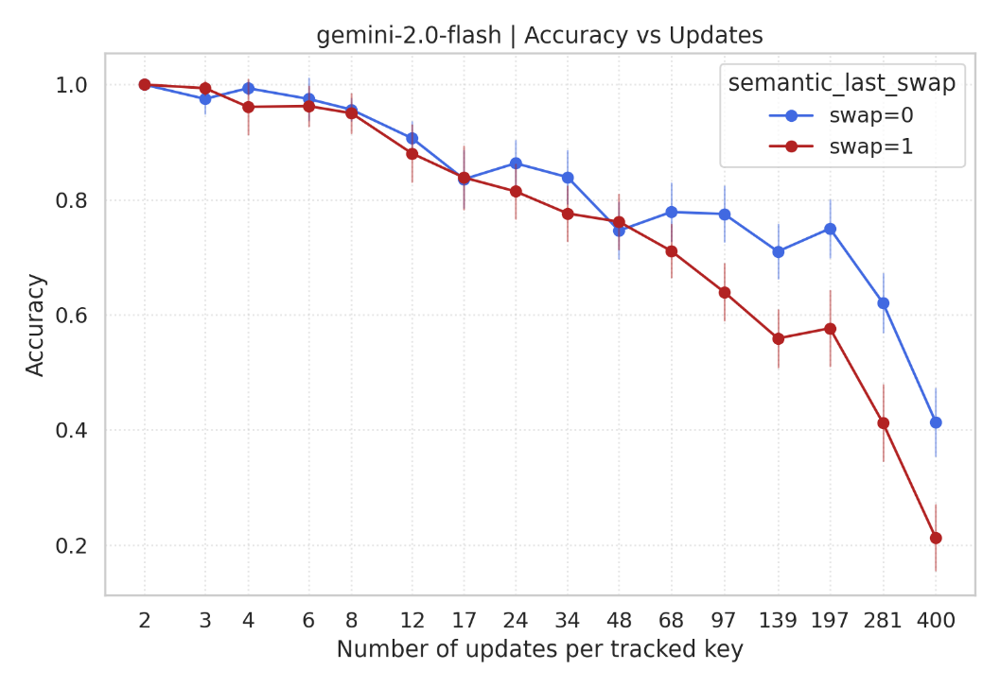 gemini-2.0-flash | Accuracy vs Updates
semantic_last_swap
swap=0
swap=1
Accuracy
1.0
0.8
0.6
0.4
0.2
2 3 4 6 8 12 17 24 34 48 68 97 139 197 281 400
Number of updates per tracked key